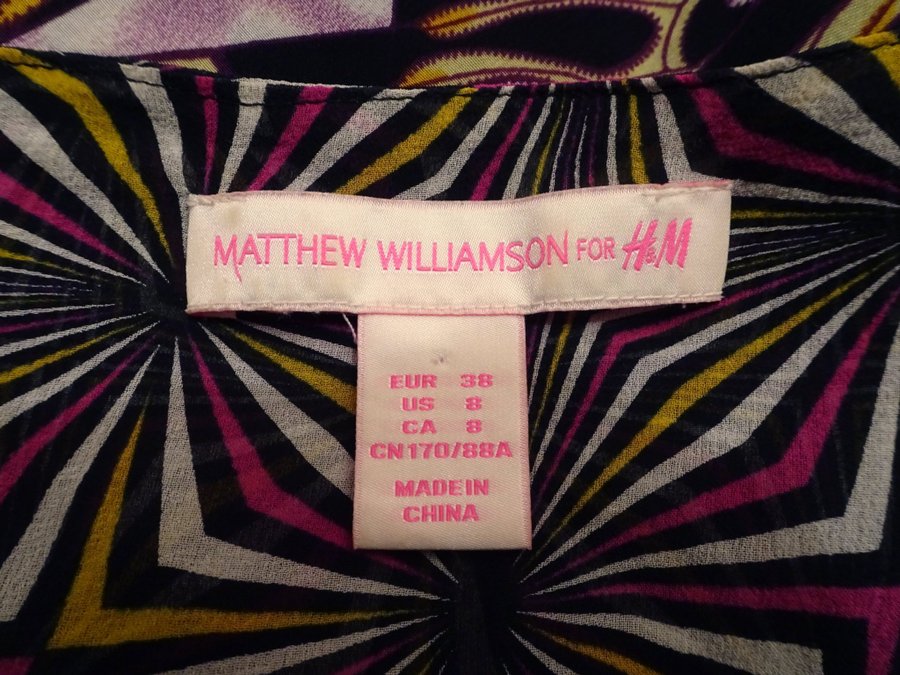 MATTHEW WILLIAMSON FOR H&M
EUR 38
US 8
CA 8
CN170/88A
MADE IN
CHINA